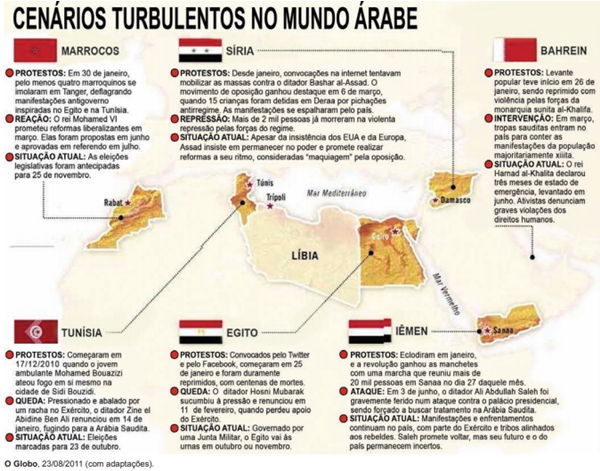 CENÁRIOS TURBULENTOS NO MUNDO ÁRABE
MARROCOS
PROTESTOS: Em 30 de janeiro,
pelo menos quatro marroquinos se
imolaram em Tanger, deflagrando
manifestações antigoverno
inspiradas no Egito e na Tunísia.
REAÇÃO: O rei Mohamed VI
prometeu reformas liberalizantes em
março. Elas foram propostas em junho
e aprovadas em referendo em julho.
SITUAÇÃO ATUAL: As eleições
legislativas foram antecipadas
para 25 de novembro.
SÍRIA
PROTESTOS: Desde janeiro, convocações na internet tentavam
mobilizar as massas contra o ditador Bashar al-Assad. O
movimento de oposição ganhou destaque em 6 de março,
quando 15 crianças foram detidas em Deraa por pichações
antirregime. As manifestações se espalharam pelo país.
REPRESSÃO: Mais de 2 mil pessoas já morreram na violenta
repressão pelas forças do regime.
SITUAÇÃO ATUAL: Apesar da insistência dos EUA e da Europa,
Assad insiste em permanecer no poder e promete realizar
reformas a seu ritmo, consideradas “maquiagem” pela oposição.
BAHREIN
PROTESTOS: Levante
popular teve início em 26 de
janeiro, sendo reprimido com
violência pelas forças da
monarquia sunita al-Khalifa.
INTERVENÇÃO: Em março,
tropas sauditas entraram no
país para conter as
manifestações da população
majoritariamente xiiita.
SITUAÇÃO ATUAL: O rei
Hamad al-Khalifa declarou
três meses de estado de
emergência, levantado em
junho. Ativistas denunciam
graves violações dos
direitos humanos.
Rabat
Túnis
Trípoli
Mar Mediterrâneo
Damasco
LÍBIA
Cairo
Mar Vermelho
Sanaa
TUNÍSIA
PROTESTOS: Começaram em
17/12/2010 quando o jovem
ambulante Mohamed Bouazizi
ateou fogo em si mesmo na
cidade de Sidi Bouzidi.
QUEDA: Pressionado e abalado por
um racha no Exército, o ditador Zine el
Abidine Ben Ali renunciou em 14 de
janeiro, fugindo para a Arábia Saudita.
SITUAÇÃO ATUAL: Eleições
marcadas para 23 de outubro.
EGITO
PROTESTOS: Convocados pelo Twitter
e pelo Facebook, começaram em
25 de janeiro e foram duramente
reprimidos, com centenas de mortes.
QUEDA: O ditador Hosni Mubarak
sucumbiu à pressão e renunciou em
11 de fevereiro, quando perdeu apoio
do Exército.
SITUAÇÃO ATUAL: Governado por
uma Junta Militar, o Egito vai às
urnas em outubro ou novembro.
IÊMEN
PROTESTOS: Eclodiram em janeiro,
e a revolução ganhou as manchetes
com uma marcha que reuniu mais de
20 mil pessoas em Sanaa no dia 27 daquele mês.
ATAQUE: Em 3 de junho, o ditador Ali Abdullah Saleh foi
gravemente ferido num ataque contra o palácio presidencial,
sendo forçado a buscar tratamento na Arábia Saudita.
SITUAÇÃO ATUAL: Manifestações e enfrentamentos
continuam no país, com parte do Exército e tribos alinhados
aos rebeldes. Saleh promete voltar, mas seu futuro e o do
país permanecem incertos.
O Globo, 23/08/2011 (com adaptações).